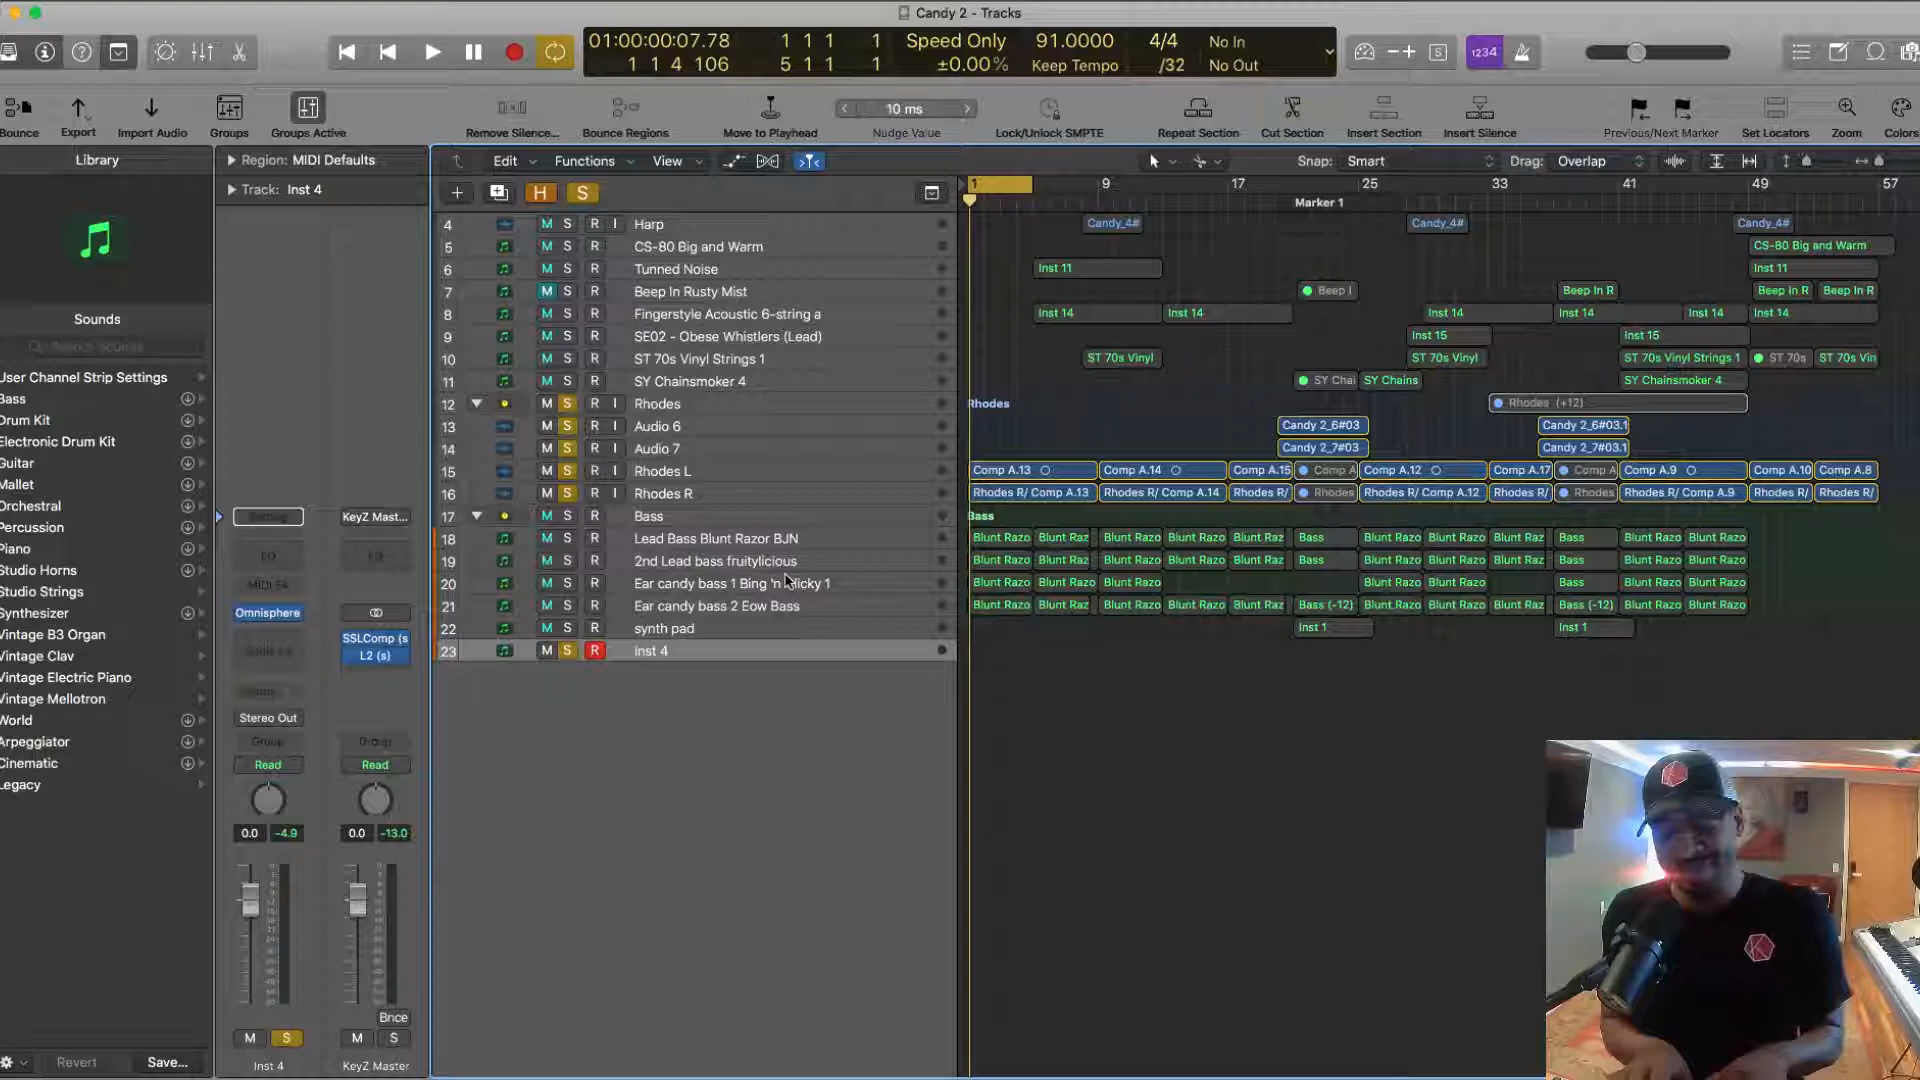 Candy 2 - Tracks
01:00:00:07.78
1 1 4 106
1 1 1 1
5 1 1 1
Speed Only
±0.00%
91.0000
Keep Tempo
4/4
/32
No In
No Out
1234
Bounce
Export
Import Audio
Groups
Groups Active
Remove Silence...
Bounce Regions
Move to Playhead
10 ms
Nudge Value
Lock/Unlock SMPTE
Repeat Section
Cut Section
Insert Section
Insert Silence
Previous/Next Marker
Set Locators
Zoom
Colors
Library
Region: MIDI Defaults
Track: Inst 4
Edit
Functions
View
Snap: Smart
Drag: Overlap
H
S
1 9 17 25 33 41 49 57
Marker 1
Sounds
Search Sounds
User Channel Strip Settings
Bass
Drum Kit
Electronic Drum Kit
Guitar
Mallet
Orchestral
Percussion
Piano
Studio Horns
Studio Strings
Synthesizer
Vintage B3 Organ
Vintage Clav
Vintage Electric Piano
Vintage Mellotron
World
Arpeggiator
Cinematic
Legacy
Revert
Save...
Setting
KeyZ Mast...
EQ
EQ
MIDI FX
Omnisphere
SSLComp (s
L2 (s)
Stereo Out
Group
Group
Read
Read
0.0 -4.9
0.0 -13.0
Bnce
M S
M S
Inst 4
KeyZ Master
4 M S R I Harp
Candy_4# Candy_4# Candy_4#
5 M S R CS-80 Big and Warm
CS-80 Big and Warm
6 M S R Tunned Noise
Inst 11 Inst 11
7 M S R Beep In Rusty Mist
Beep I Beep In R Beep In R Beep In R
8 M S R Fingerstyle Acoustic 6-string a
Inst 14 Inst 14 Inst 14 Inst 14 Inst 14 Inst 14
9 M S R SE02 - Obese Whistlers (Lead)
Inst 15 Inst 15
10 M S R ST 70s Vinyl Strings 1
ST 70s Vinyl ST 70s Vinyl ST 70s Vinyl Strings 1 ST 70s ST 70s Vin
11 M S R SY Chainsmoker 4
SY Chai SY Chains SY Chainsmoker 4
12 M S R I Rhodes
Rhodes Rhodes (+12)
13 M S R I Audio 6
Candy 2_6#03 Candy 2_6#03.1
14 M S R I Audio 7
Candy 2_7#03 Candy 2_7#03.1
15 M S R I Rhodes L
Comp A.13 Comp A.14 Comp A.15 Comp A Comp A.12 Comp A.17 Comp A Comp A.9 Comp A.10 Comp A.8
16 M S R I Rhodes R
Rhodes R/ Comp A.13 Rhodes R/ Comp A.14 Rhodes R/ Rhodes Rhodes R/ Comp A.12 Rhodes R/ Rhodes Rhodes R/ Comp A.9 Rhodes R/ Rhodes R/
17 M S R Bass
Bass
18 M S R Lead Bass Blunt Razor BJN
Blunt Razo Blunt Raz Blunt Razo Blunt Razo Blunt Raz Bass Blunt Razo Blunt Razo Blunt Raz Bass Blunt Razo Blunt Razo
19 M S R 2nd Lead bass fruitylicious
Blunt Razo Blunt Raz Blunt Razo Blunt Razo Blunt Raz Bass Blunt Razo Blunt Razo Blunt Raz Bass Blunt Razo Blunt Razo
20 M S R Ear candy bass 1 Bing 'n icky 1
Blunt Razo Blunt Raz Blunt Razo Blunt Razo Blunt Razo Bass Blunt Razo Blunt Razo
21 M S R Ear candy bass 2 Eow Bass
Blunt Razo Blunt Raz Blunt Razo Blunt Razo Blunt Raz Bass (-12) Blunt Razo Blunt Razo Blunt Raz Bass (-12) Blunt Razo Blunt Razo
22 M S R synth pad
Inst 1 Inst 1
23 M S R Inst 4